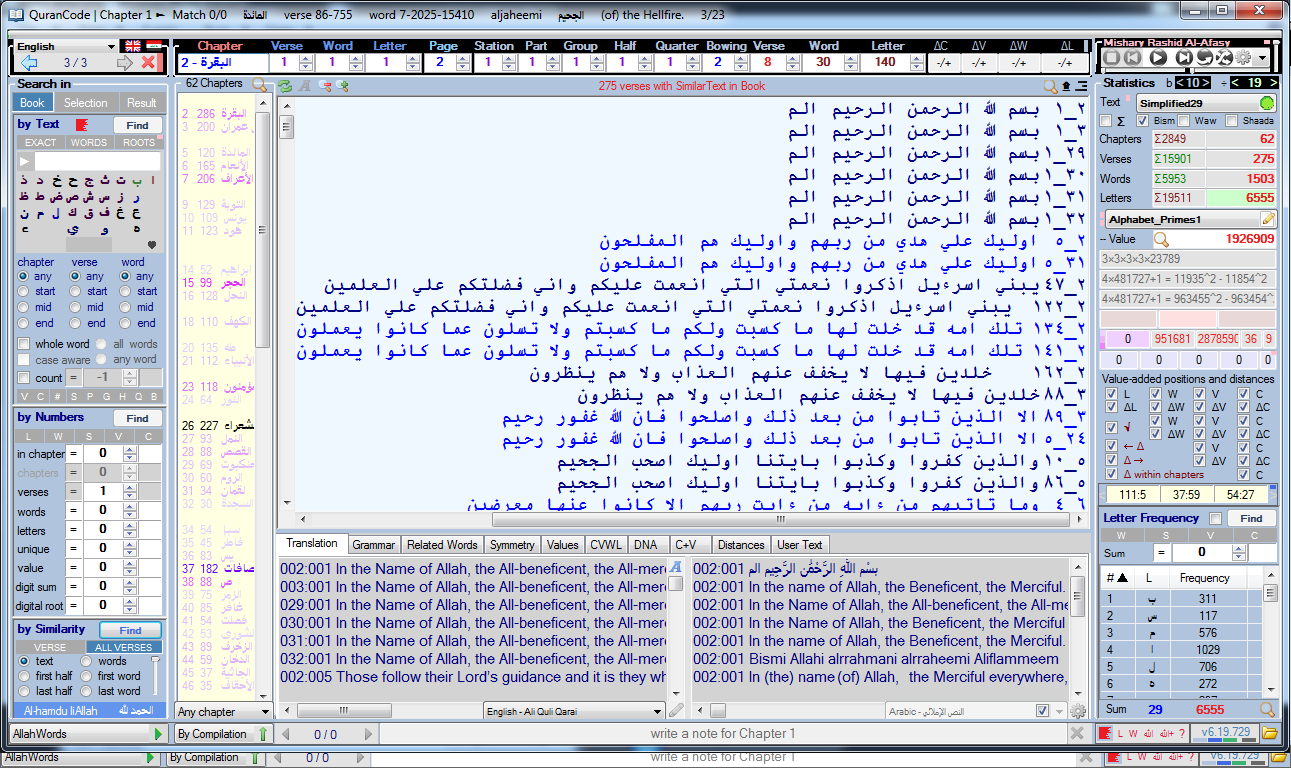 QuranCode | Chapter 1 ► Match 0/0 المائدة verse 86-755 word 7-2025-15410 aljaheemi الجحيم (of) the Hellfire. 3/23
English
3 / 3
Chapter Verse Word Letter Page Station Part Group Half Quarter Bowing Verse Word Letter ΔC ΔV ΔW ΔL
2 - البقرة 1 1 1 2 1 1 1 1 1 2 8 30 140 -/+ -/+ -/+ -/+
Mishary Rashid Al-Afasy
Search in
Book Selection Result
by Text Find
EXACT WORDS ROOTS
ا ب ت ث ج ح خ د ذ
chapter verse word
any any any
start start start
mid mid mid
end end end
whole word all words
case aware any word
count = -1
V C # S P G H Q B
by Numbers Find
L W S V C
in chapter = 0
chapters = 0
verses = 1
words = 0
letters = 0
unique = 0
value = 0
digit sum = 0
digital root = 0
by Similarity Find
VERSE ALL VERSES
text words
first half first word
last half last word
Al-hamdu liAllah الحمد لله
AllahWords
62 Chapters
2 286 البقرة
3 200 عمران
5 120 المائدة
6 165 الأنعام
7 206 الأعراف
9 129 التوبة
10 109 يونس
11 123 هود
14 52 إبراهيم
15 99 الحجر
16 128 النحل
18 110 الكهف
20 135 طه
21 112 الأنبياء
23 118
24 64 النور
26 227
27 93 النمل
28 88 القصص
29 69
30 60 الروم
31 34 لقمان
32 30 السجدة
34 54 سبإ
35 45 فاطر
36 83 يس
37 182
38 88 ص
39 75 الزمر
40 85 غافر
41 54 فصلت
42 53
43 89
44 59 الدخان
45 37 الجاثية
46 35 الأحقاف
Any chapter
By Compilation
275 verses with SimilarText in Book
٢_١ بسم الله الرحمن الرحيم الم
٣_١ بسم الله الرحمن الرحيم الم
٢٩_١ بسم الله الرحمن الرحيم الم
٣٠_١ بسم الله الرحمن الرحيم الم
٣١_١ بسم الله الرحمن الرحيم الم
٣٢_١ بسم الله الرحمن الرحيم الم
٢_٥ اوليك علي هدي من ربهم واوليك هم المفلحون
٣١_٥ اوليك علي هدي من ربهم واوليك هم المفلحون
٢_٤٧ يبني اسرءيل اذكروا نعمتي التي انعمت عليكم واني فضلتكم علي العلمين
٢_١٢٢ يبني اسرءيل اذكروا نعمتي التي انعمت عليكم واني فضلتكم علي العلمين
٢_١٣٤ تلك امه قد خلت لها ما كسبت ولكم ما كسبتم ولا تسلون عما كانوا يعملون
٢_١٤١ تلك امه قد خلت لها ما كسبت ولكم ما كسبتم ولا تسلون عما كانوا يعملون
٢_١٦٢ خلدين فيها لا يخفف عنهم العذاب ولا هم ينظرون
٣_٨٨ خلدين فيها لا يخفف عنهم العذاب ولا هم ينظرون
٣_٨٩ الا الذين تابوا من بعد ذلك واصلحوا فان الله غفور رحيم
٢٤_٥ الا الذين تابوا من بعد ذلك واصلحوا فان الله غفور رحيم
٥_١٠ والذين كفروا وكذبوا بايتنا اوليك اصحب الجحيم
٥_٨٦ والذين كفروا وكذبوا بايتنا اوليك اصحب الجحيم
٦_٤ وما تاتيهم من ءايه من ءايت ربهم الا كانوا عنها معرضين
Translation Grammar Related Words Symmetry Values CVWL DNA C+V Distances User Text
002:001 In the Name of Allah, the All-beneficent, the All-mer
003:001 In the Name of Allah, the All-beneficent, the All-mer
029:001 In the Name of Allah, the All-beneficent, the All-mer
030:001 In the Name of Allah, the All-beneficent, the All-mer
031:001 In the Name of Allah, the All-beneficent, the All-mer
032:001 In the Name of Allah, the All-beneficent, the All-mer
002:005 Those follow their Lord's guidance and it is they wh
English - Ali Quli Qarai
002:001 بِسْمِ اللَّهِ الرَّحْمَٰنِ الرَّحِيمِ الم
002:001 In the name of Allah, the Beneficent, the Merciful.
002:001 In the Name of Allah, the All-beneficent, the All-me
002:001 In the Name of Allah, the Beneficent, the Merciful
002:001 In the name of Allah, the Beneficent, the Merciful.
002:001 Bismi Allahi alrrahmani alrraheemi Aliflammeem
002:001 In (the) name (of) Allah, the Merciful everywhere,
Arabic - النص الإملائي
0 / 0
write a note for Chapter 1
Statistics b < 10 > ÷ < 19 >
Text Simplified29
Σ Bism Waw Shaada
Chapters Σ2849 62
Verses Σ15901 275
Words Σ5953 1503
Letters Σ19511 6555
Alphabet_Primes1
-- Value 1926909
3×3×3×3×23789
4×481727+1 = 11935^2 - 11854^2
4×481727+1 = 963455^2 - 963454^
0 951681 2878590 36 9
0 0 0 0 0
Value-added positions and distances
L W V C
ΔL ΔW ΔV ΔC
√ W V C
ΔW ΔV ΔC
← Δ V C
Δ → ΔV ΔC
Δ within chapters C
111:5 37:59 54:27
Letter Frequency Find
W S V C
Sum = 0
# ▲ L Frequency
1 ب 311
2 س 117
3 م 576
4 ا 1029
5 ل 706
6 ه 272
Sum 29 6555
L W الله الله+ ?
v6.19.729
AllahWords By Compilation 0 / 0 write a note for Chapter 1 v6.19.729